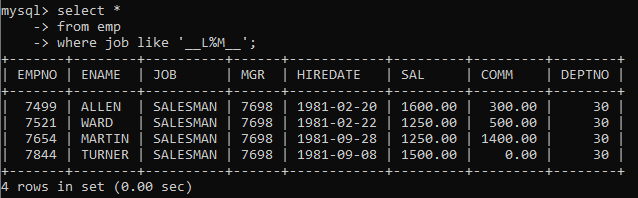 mysql> select *
    -> from emp
    -> where job like '__L%M__';
+-------+--------+----------+------+------------+---------+---------+--------+
| EMPNO | ENAME  | JOB      | MGR  | HIREDATE   | SAL     | COMM    | DEPTNO |
+-------+--------+----------+------+------------+---------+---------+--------+
|  7499 | ALLEN  | SALESMAN | 7698 | 1981-02-20 | 1600.00 |  300.00 |     30 |
|  7521 | WARD   | SALESMAN | 7698 | 1981-02-22 | 1250.00 |  500.00 |     30 |
|  7654 | MARTIN | SALESMAN | 7698 | 1981-09-28 | 1250.00 | 1400.00 |     30 |
|  7844 | TURNER | SALESMAN | 7698 | 1981-09-08 | 1500.00 |    0.00 |     30 |
+-------+--------+----------+------+------------+---------+---------+--------+
4 rows in set (0.00 sec)